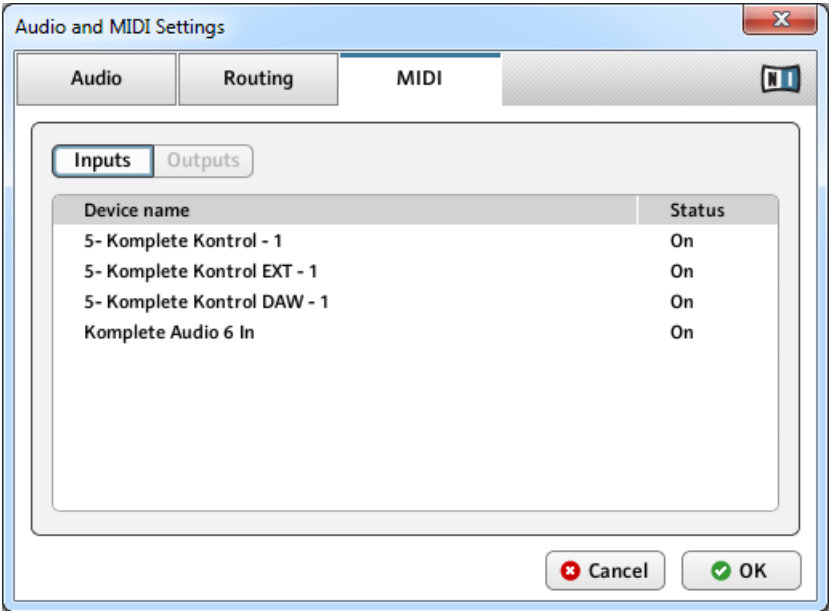 Audio and MIDI Settings
Audio Routing MIDI
Inputs Outputs
Device name Status
5- Komplete Kontrol - 1 On
5- Komplete Kontrol EXT - 1 On
5- Komplete Kontrol DAW - 1 On
Komplete Audio 6 In On
Cancel OK